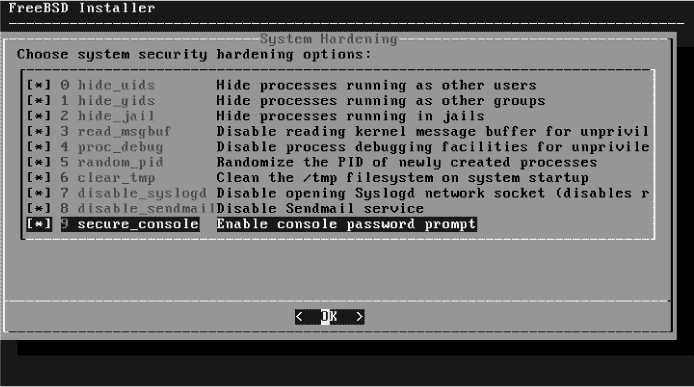 FreeBSD Installer
System Hardening
Choose system security hardening options:
[*] 0 hide_uids Hide processes running as other users
[*] 1 hide_gids Hide processes running as other groups
[*] 2 hide_jail Hide processes running in jails
[*] 3 read_msgbuf Disable reading kernel message buffer for unprivil
[*] 4 proc_debug Disable process debugging facilities for unprivile
[*] 5 random_pid Randomize the PID of newly created processes
[*] 6 clear_tmp Clean the /tmp filesystem on system startup
[*] 7 disable_syslogd Disable opening Syslogd network socket (disables r
[*] 8 disable_sendmailDisable Sendmail service
[*] 9 secure_console Enable console password prompt
< OK >